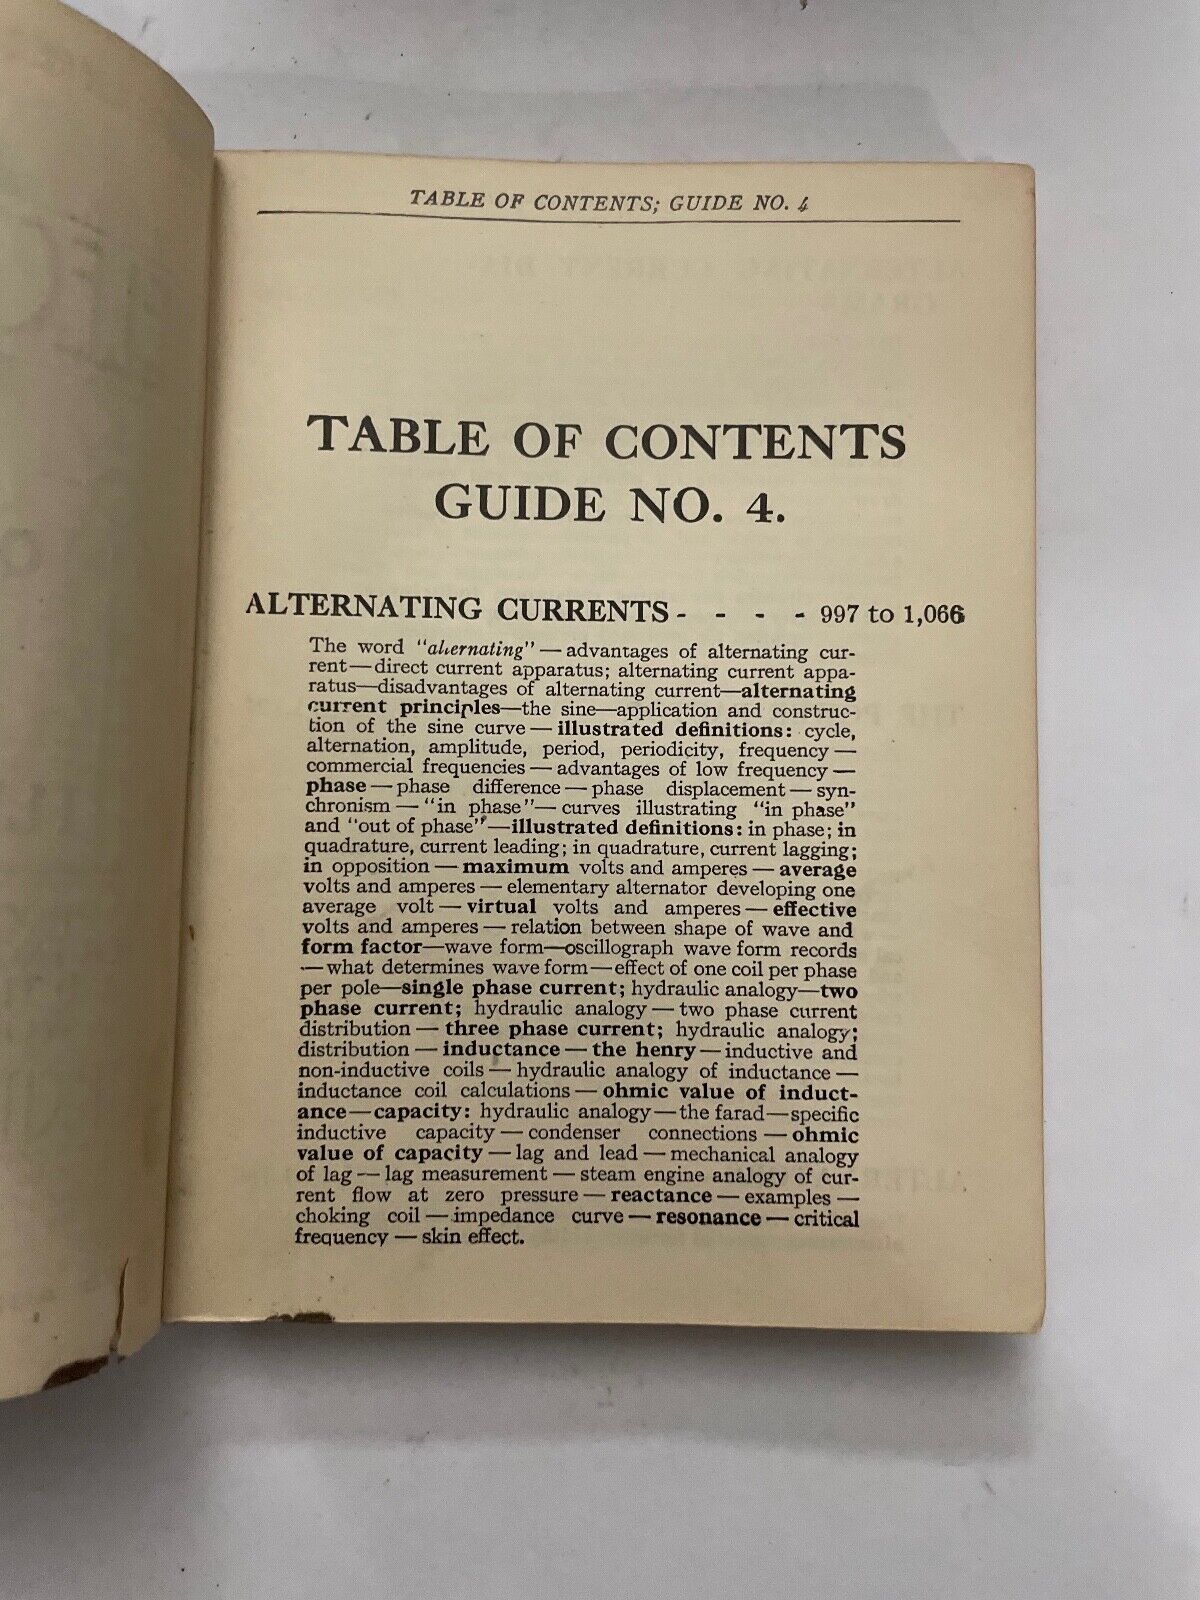 TABLE OF CONTENTS; GUIDE NO. 4
TABLE OF CONTENTS
GUIDE NO. 4.
ALTERNATING CURRENTS - - - - 997 to 1,066
The word "alternating" — advantages of alternating cur-
rent—direct current apparatus; alternating current appa-
ratus—disadvantages of alternating current—alternating
current principles—the sine—application and construc-
tion of the sine curve — illustrated definitions: cycle,
alternation, amplitude, period, periodicity, frequency —
commercial frequencies — advantages of low frequency —
phase — phase difference — phase displacement — syn-
chronism — "in phase" — curves illustrating "in phase"
and "out of phase"—illustrated definitions: in phase; in
quadrature, current leading; in quadrature, current lagging;
in opposition — maximum volts and amperes — average
volts and amperes — elementary alternator developing one
average volt — virtual volts and amperes — effective
volts and amperes — relation between shape of wave and
form factor—wave form—oscillograph wave form records
—what determines wave form—effect of one coil per phase
per pole—single phase current; hydraulic analogy—two
phase current; hydraulic analogy — two phase current
distribution — three phase current; hydraulic analogy;
distribution — inductance — the henry — inductive and
non-inductive coils — hydraulic analogy of inductance —
inductance coil calculations — ohmic value of induct-
ance — capacity: hydraulic analogy — the farad — specific
inductive capacity — condenser connections — ohmic
value of capacity — lag and lead — mechanical analogy
of lag — lag measurement — steam engine analogy of cur-
rent flow at zero pressure — reactance — examples —
choking coil — impedance curve — resonance — critical
frequency — skin effect.